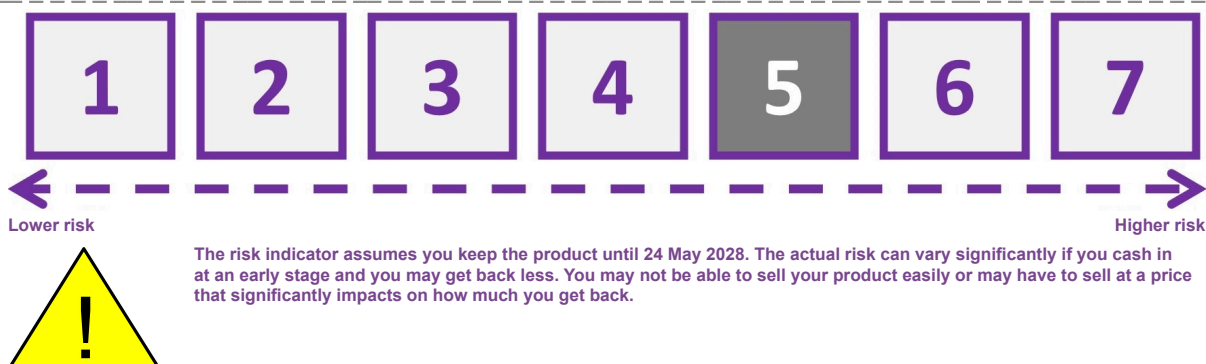 1 2 3 4 5 6 7
Lower risk Higher risk
The risk indicator assumes you keep the product until 24 May 2028. The actual risk can vary significantly if you cash in
at an early stage and you may get back less. You may not be able to sell your product easily or may have to sell at a price
that significantly impacts on how much you get back.
!